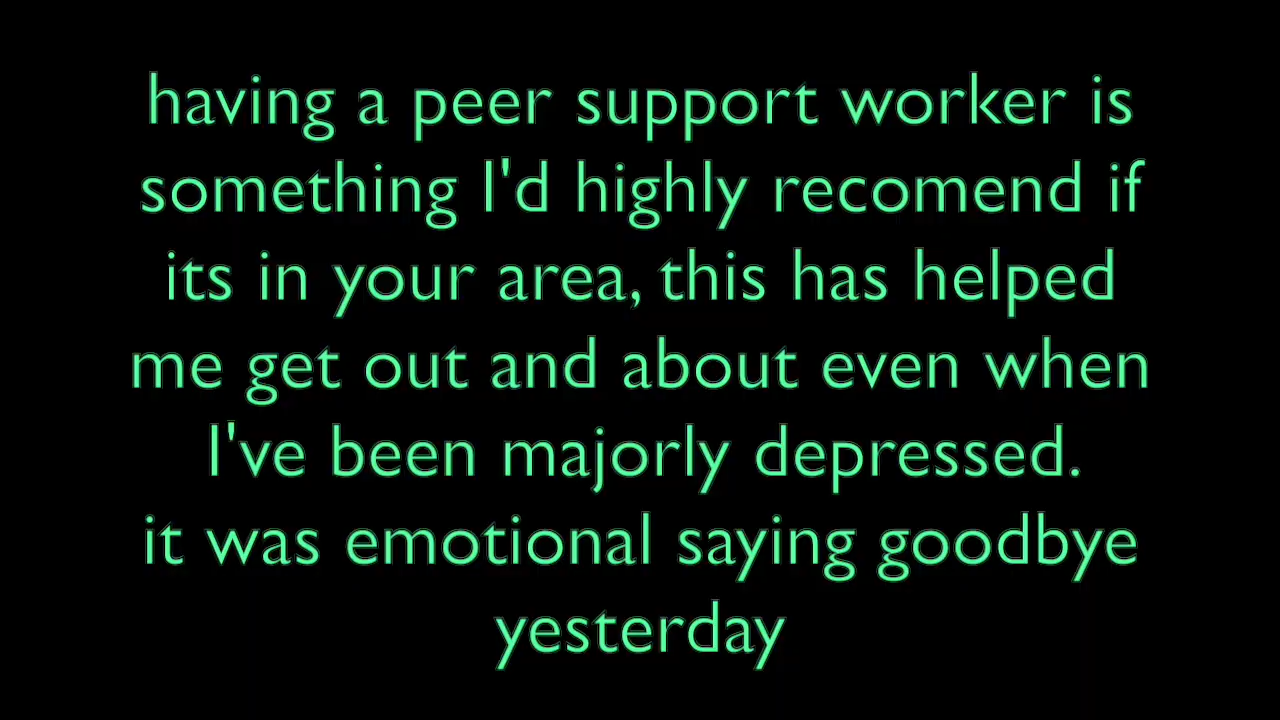 having a peer support worker is
something I'd highly recomend if
its in your area, this has helped
me get out and about even when
I've been majorly depressed.
it was emotional saying goodbye
yesterday